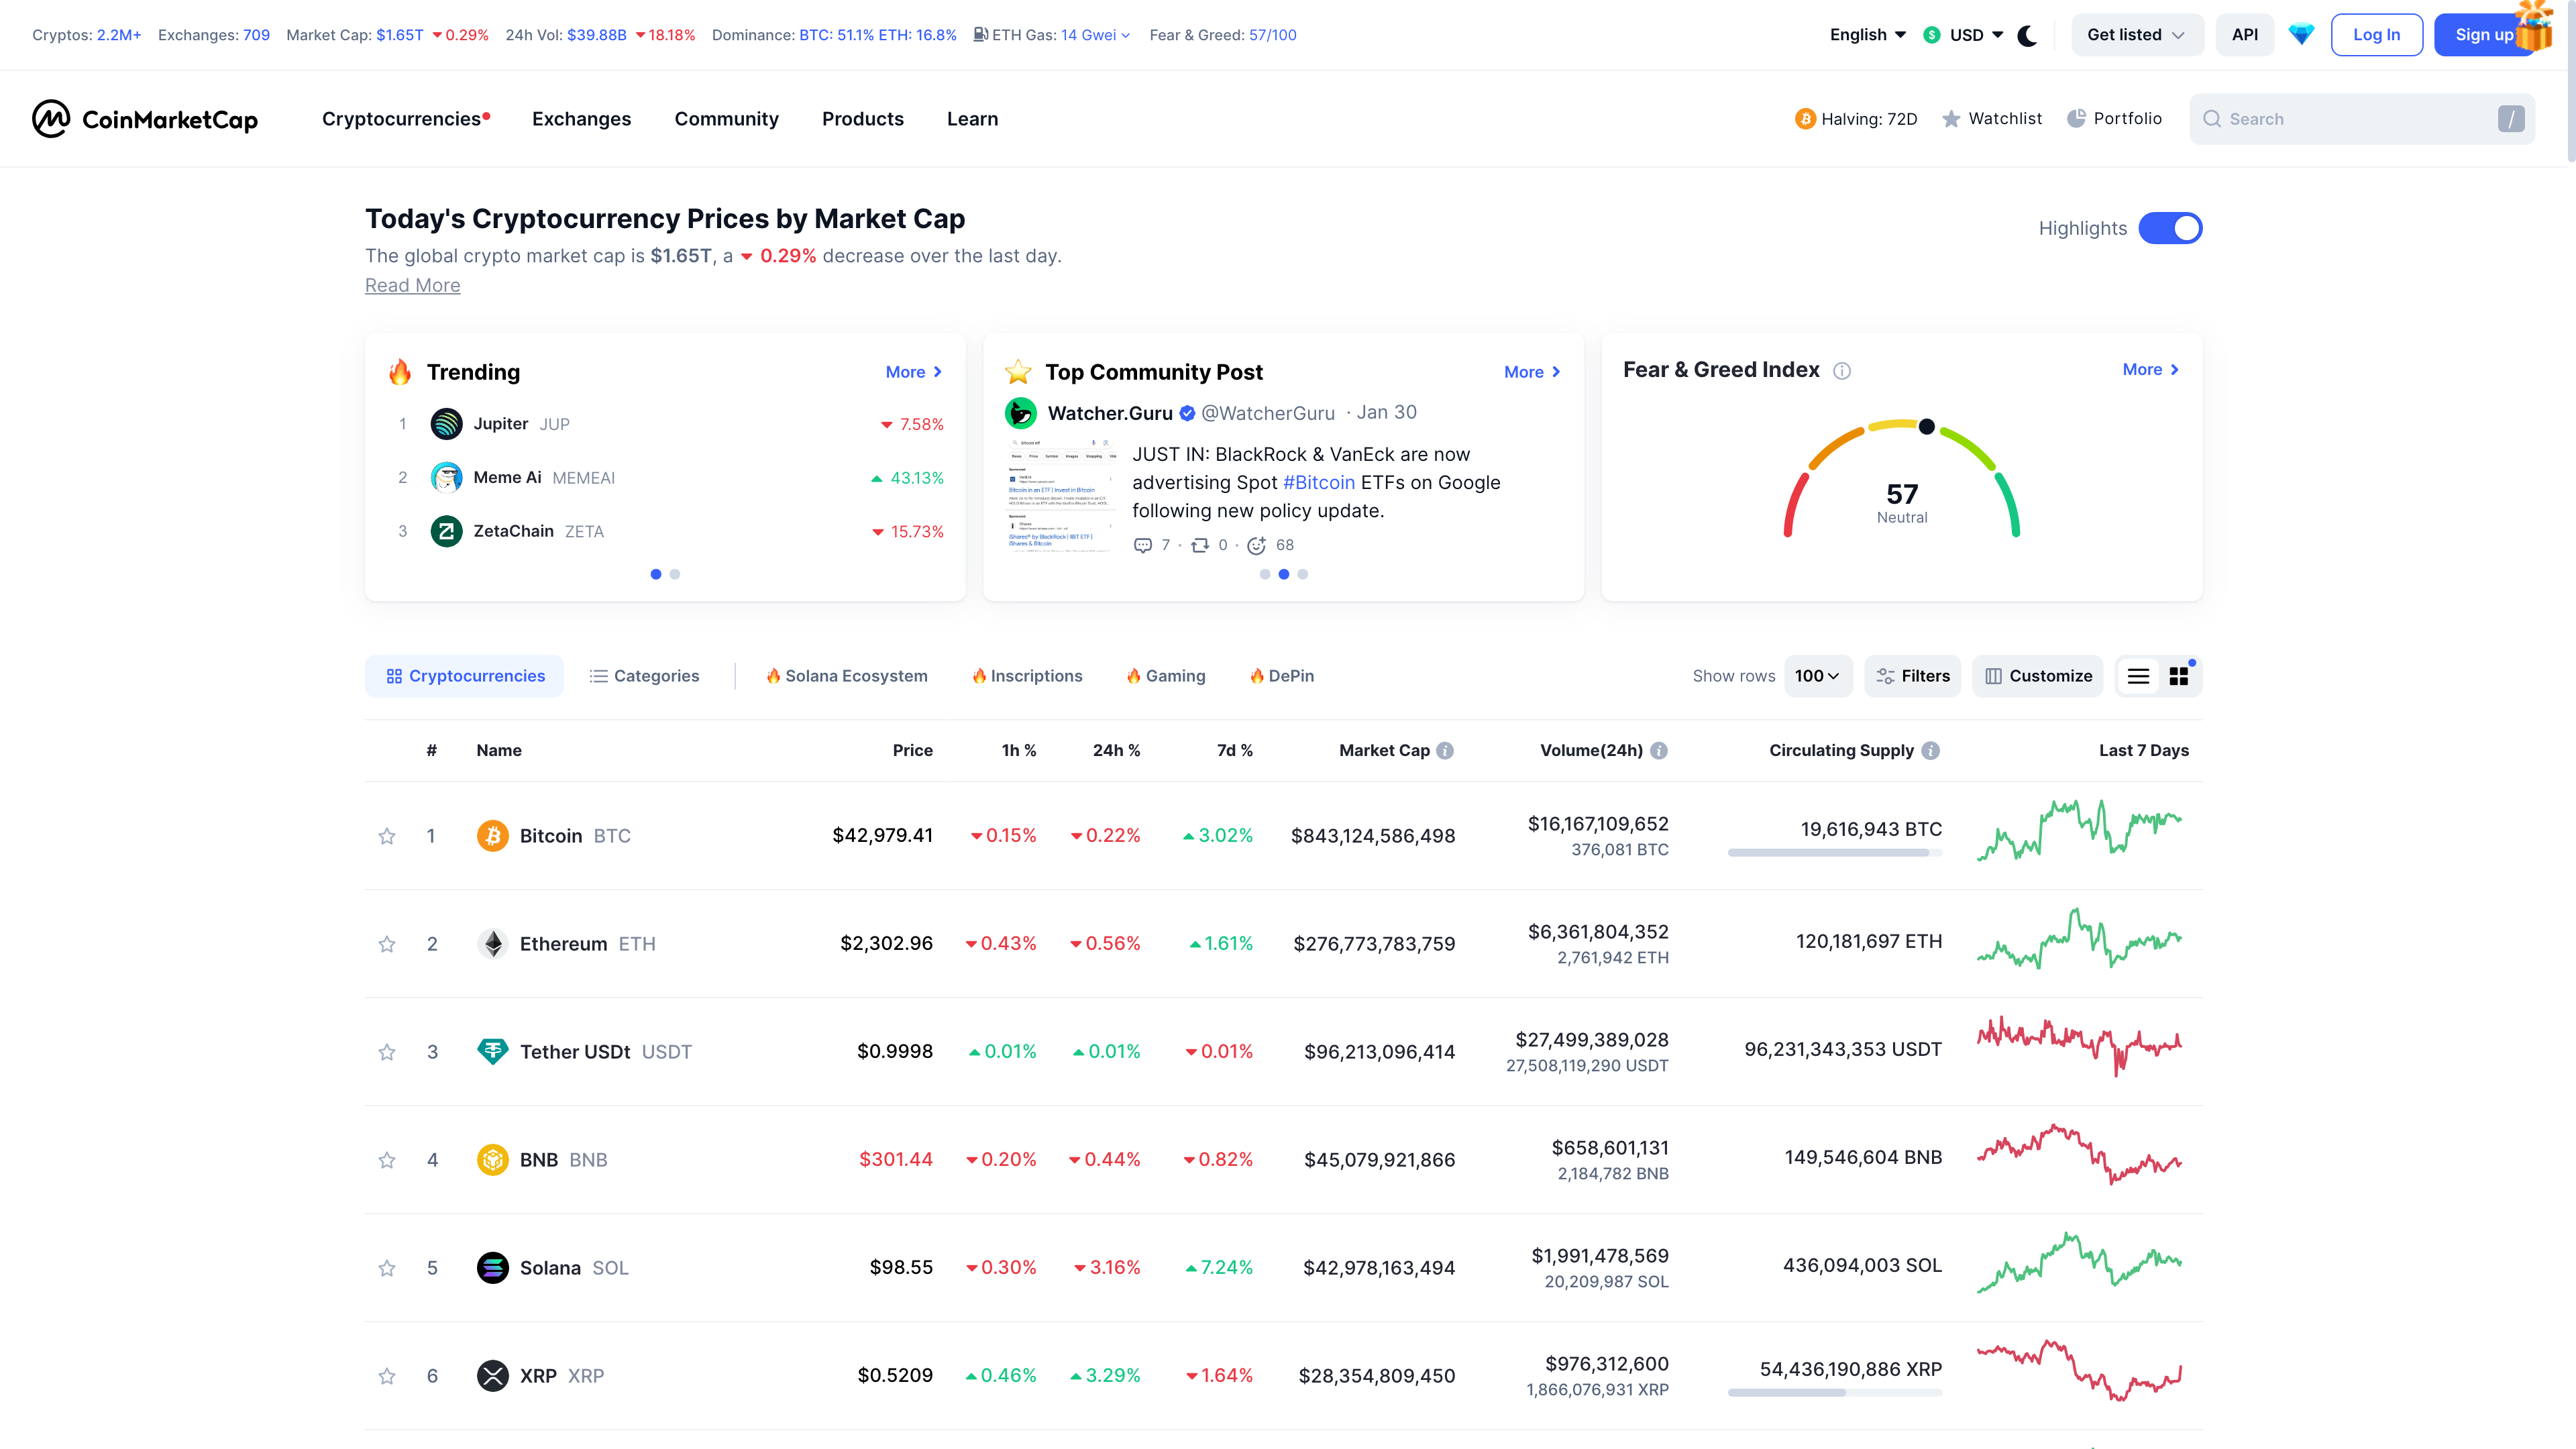 Cryptos: 2.2M+ Exchanges: 709 Market Cap: $1.65T 0.29% 24h Vol: $39.88B 18.18% Dominance: BTC: 51.1% ETH: 16.8% ETH Gas: 14 Gwei Fear & Greed: 57/100 English USD Get listed API Log In Sign up
CoinMarketCap Cryptocurrencies Exchanges Community Products Learn Halving: 72D Watchlist Portfolio Search /
Today's Cryptocurrency Prices by Market Cap
Highlights
The global crypto market cap is $1.65T, a 0.29% decrease over the last day.
Read More
Trending More
1 Jupiter JUP 7.58%
2 Meme Ai MEMEAI 43.13%
3 ZetaChain ZETA 15.73%
Top Community Post More
Watcher.Guru @WatcherGuru · Jan 30
JUST IN: BlackRock & VanEck are now
advertising Spot #Bitcoin ETFs on Google
following new policy update.
7 · 0 · 68
Fear & Greed Index More
57
Neutral
Cryptocurrencies Categories Solana Ecosystem Inscriptions Gaming DePin Show rows 100 Filters Customize
# Name Price 1h % 24h % 7d % Market Cap Volume(24h) Circulating Supply Last 7 Days
1 Bitcoin BTC $42,979.41 0.15% 0.22% 3.02% $843,124,586,498 $16,167,109,652 19,616,943 BTC
376,081 BTC
2 Ethereum ETH $2,302.96 0.43% 0.56% 1.61% $276,773,783,759 $6,361,804,352 120,181,697 ETH
2,761,942 ETH
3 Tether USDt USDT $0.9998 0.01% 0.01% 0.01% $96,213,096,414 $27,499,389,028 96,231,343,353 USDT
27,508,119,290 USDT
4 BNB BNB $301.44 0.20% 0.44% 0.82% $45,079,921,866 $658,601,131 149,546,604 BNB
2,184,782 BNB
5 Solana SOL $98.55 0.30% 3.16% 7.24% $42,978,163,494 $1,991,478,569 436,094,003 SOL
20,209,987 SOL
6 XRP XRP $0.5209 0.46% 3.29% 1.64% $28,354,809,450 $976,312,600 54,436,190,886 XRP
1,866,076,931 XRP